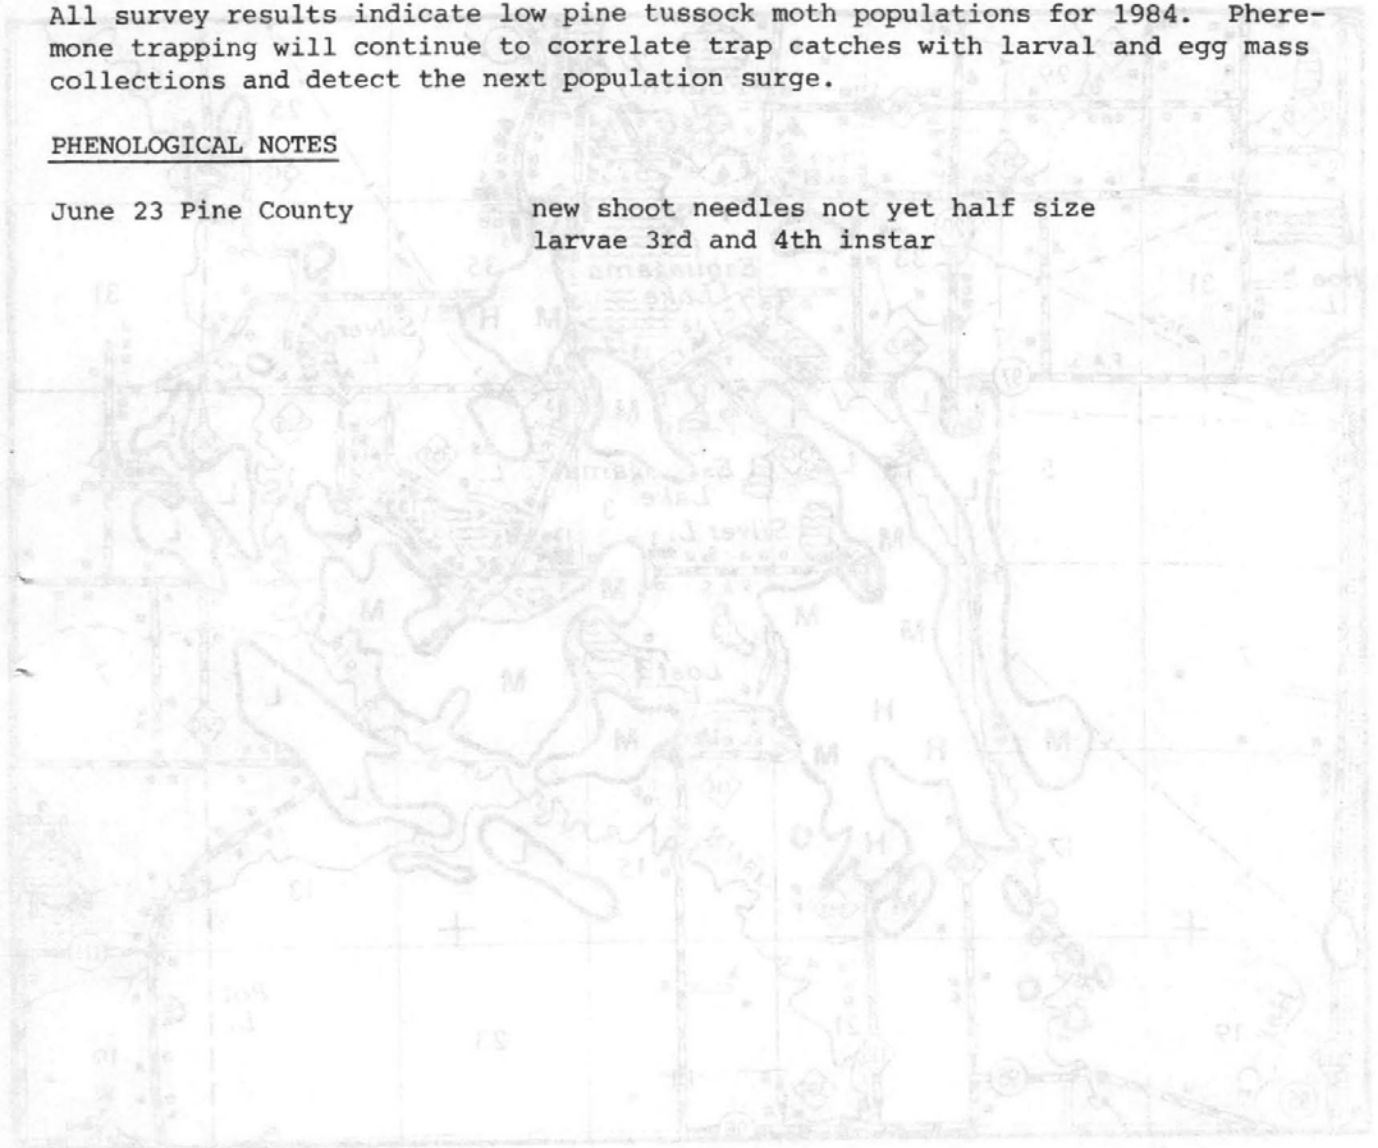 All survey results indicate low pine tussock moth populations for 1984. Phere-
mone trapping will continue to correlate trap catches with larval and egg mass
collections and detect the next population surge.
PHENOLOGICAL NOTES
June 23 Pine County new shoot needles not yet half size
larvae 3rd and 4th instar